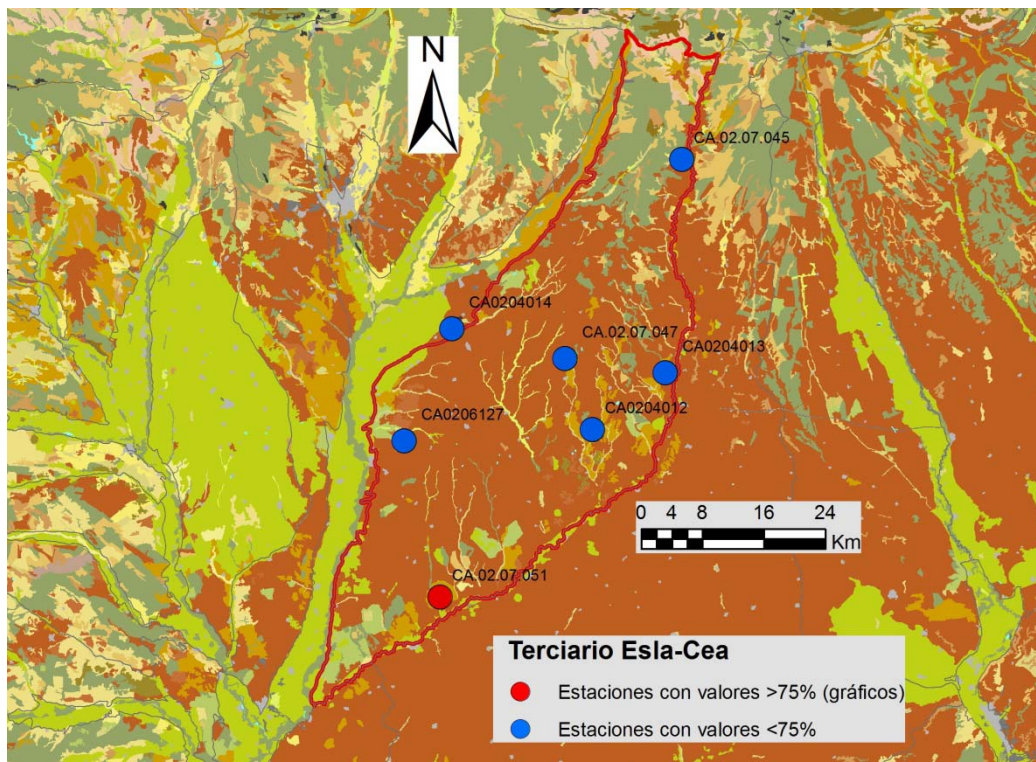 N
CA.02.07.045
CA0204014
CA.02.07.047
CA0204013
CA0206127
CA0204012
0 4 8 16 24
Km
CA.02.07.051
Terciario Esla-Cea
Estaciones con valores >75% (gráficos)
Estaciones con valores <75%